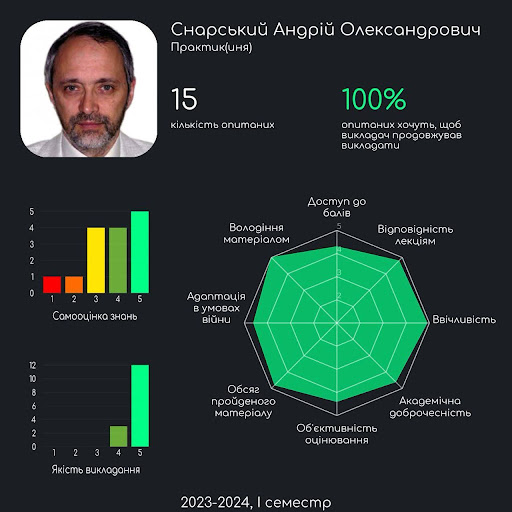 Снарський Андрій Олександрович
Практик(иня)
15
кількість опитаних
100%
опитаних хочуть, щоб
викладач продовжував
викладати
5
4
3
2
1
0
1 2 3 4 5
Самооцінка знань
12
10
8
6
4
2
0
1 2 3 4 5
Якість викладання
Доступ до
балів
Відповідність
лекціям
Ввічливість
Академічна
доброчесність
Об'єктивність
оцінювання
Обсяг
пройденого
матеріалу
Адаптація
в умовах
війни
Володіння
матеріалом
5
4
3
2
2023-2024, І семестр